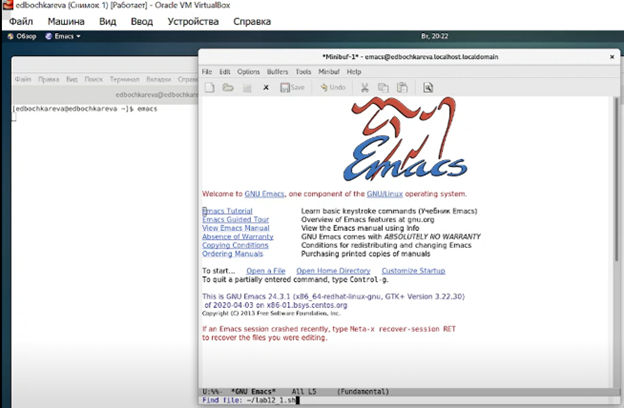 edbochkareva (Снимок 1) [Работает] - Oracle VM VirtualBox
Файл Машина Вид Ввод Устройства Справка
Обзор Emacs Вт, 20:22
*Minibuf-1* - emacs@edbochkareva.localhost.localdomain
File Edit Options Buffers Tools Minibuf Help
Save Undo
Файл Правка Вид Поиск Терминал Вкладки Справка
edbochkareva@edbochkar
[edbochkareva@edbochkareva ~]$ emacs
Emacs
Welcome to GNU Emacs, one component of the GNU/Linux operating system.
Emacs Tutorial Learn basic keystroke commands (Учебник Emacs)
Emacs Guided Tour Overview of Emacs features at gnu.org
View Emacs Manual View the Emacs manual using Info
Absence of Warranty GNU Emacs comes with ABSOLUTELY NO WARRANTY
Copying Conditions Conditions for redistributing and changing Emacs
Ordering Manuals Purchasing printed copies of manuals
To start... Open a File Open Home Directory Customize Startup
To quit a partially entered command, type Control-g.
This is GNU Emacs 24.3.1 (x86_64-redhat-linux-gnu, GTK+ Version 3.22.30)
of 2020-04-03 on x86-01.bsys.centos.org
Copyright (C) 2013 Free Software Foundation, Inc.
If an Emacs session crashed recently, type Meta-x recover-session RET
to recover the files you were editing.
U:%%- *GNU Emacs* All L5 (Fundamental)
Find file: ~/lab12_1.sh